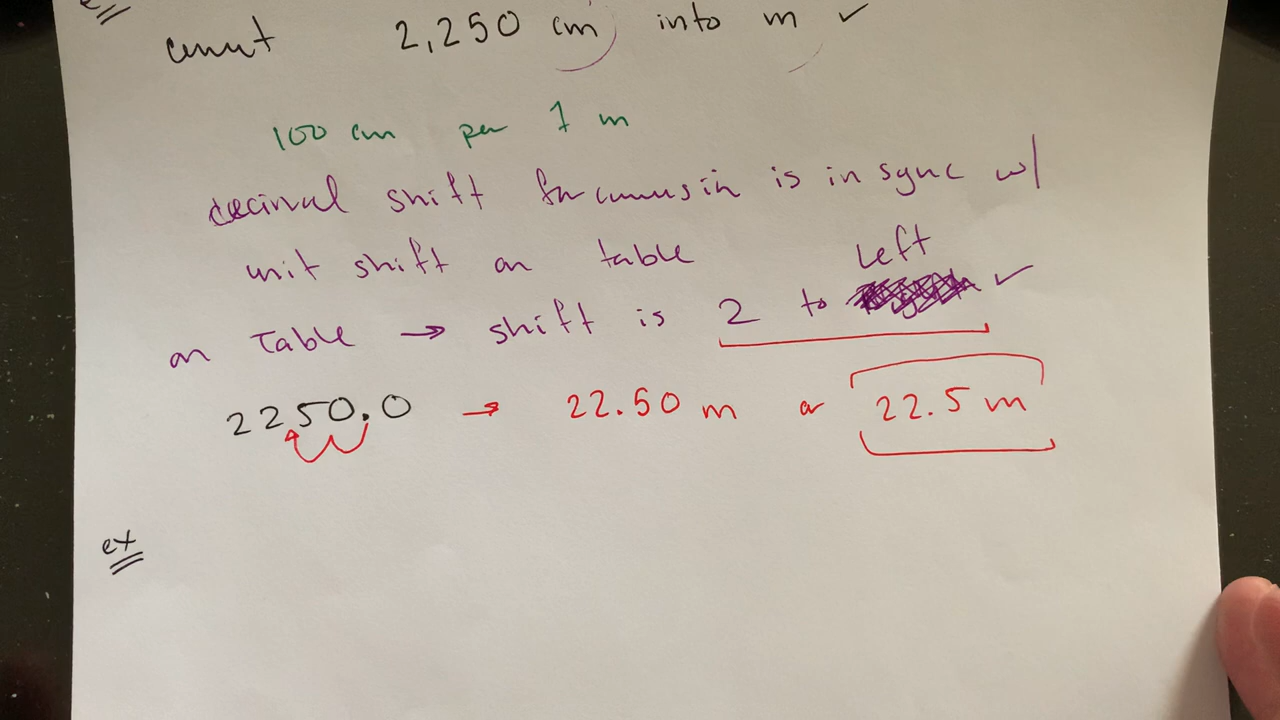 ex
convert 2,250 cm into m ✓
100 cm per 1 m
decimal shift for conversion is in sync w/
unit shift on table
left
on table → shift is 2 to ✓
2250.0 → 22.50 m or 22.5 m
ex